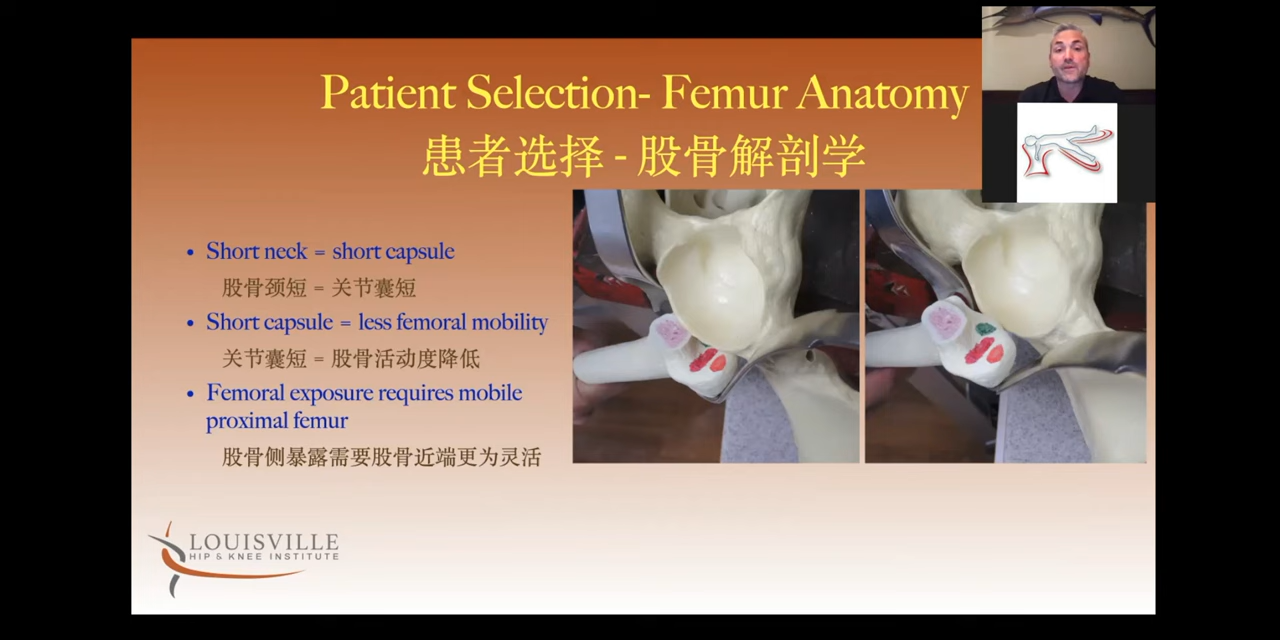 Patient Selection- Femur Anatomy
患者选择 - 股骨解剖学
• Short neck = short capsule
股骨颈短 = 关节囊短
• Short capsule = less femoral mobility
关节囊短 = 股骨活动度降低
• Femoral exposure requires mobile
proximal femur
股骨侧暴露需要股骨近端更为灵活
LOUISVILLE
HIP & KNEE INSTITUTE